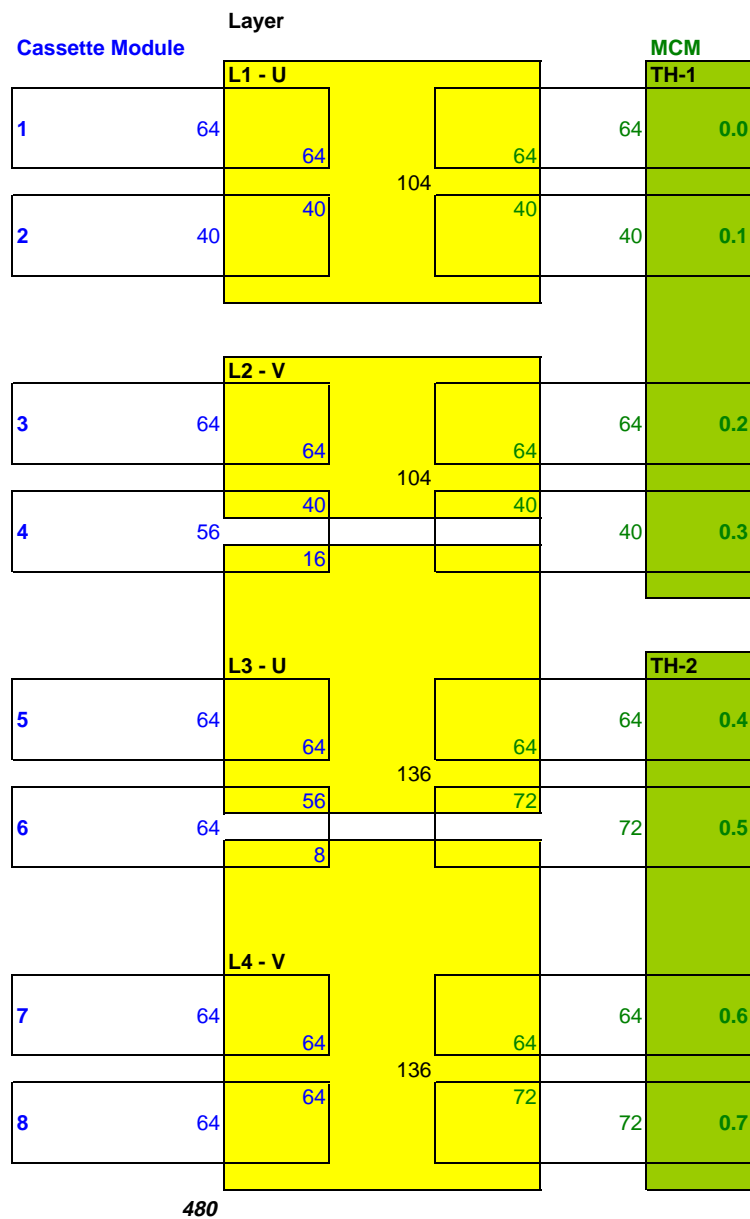 Layer
Cassette Module MCM
L1 - U TH-1
1 64 64 0.0
64 64
104
40 40
2 40 40 0.1
L2 - V
3 64 64 0.2
64 64
104
40 40
4 56 40 0.3
16
L3 - U TH-2
5 64 64 0.4
64 64
136
56 72
6 64 72 0.5
8
L4 - V
7 64 64 0.6
64 64
136
64 72
8 64 72 0.7
480